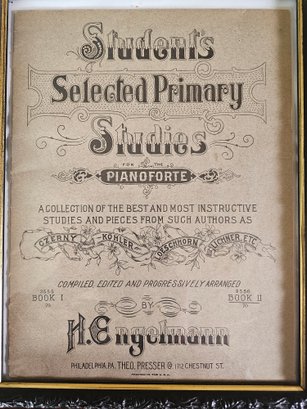 Student's
Selected Primary
Studies
FOR THE
PIANOFORTE
A COLLECTION OF THE BEST AND MOST INSTRUCTIVE
STUDIES AND PIECES FROM SUCH AUTHORS AS
CZERNY KÖHLER LOESCHHORN BILICHNER, ETC.
COMPILED, EDITED AND PROGRESSIVELY ARRANGED
BOOK I
BOOK II
BY
H. Engelmann
PHILADELPHIA, PA. THEO. PRESSER Co 1712 CHESTNUT ST.